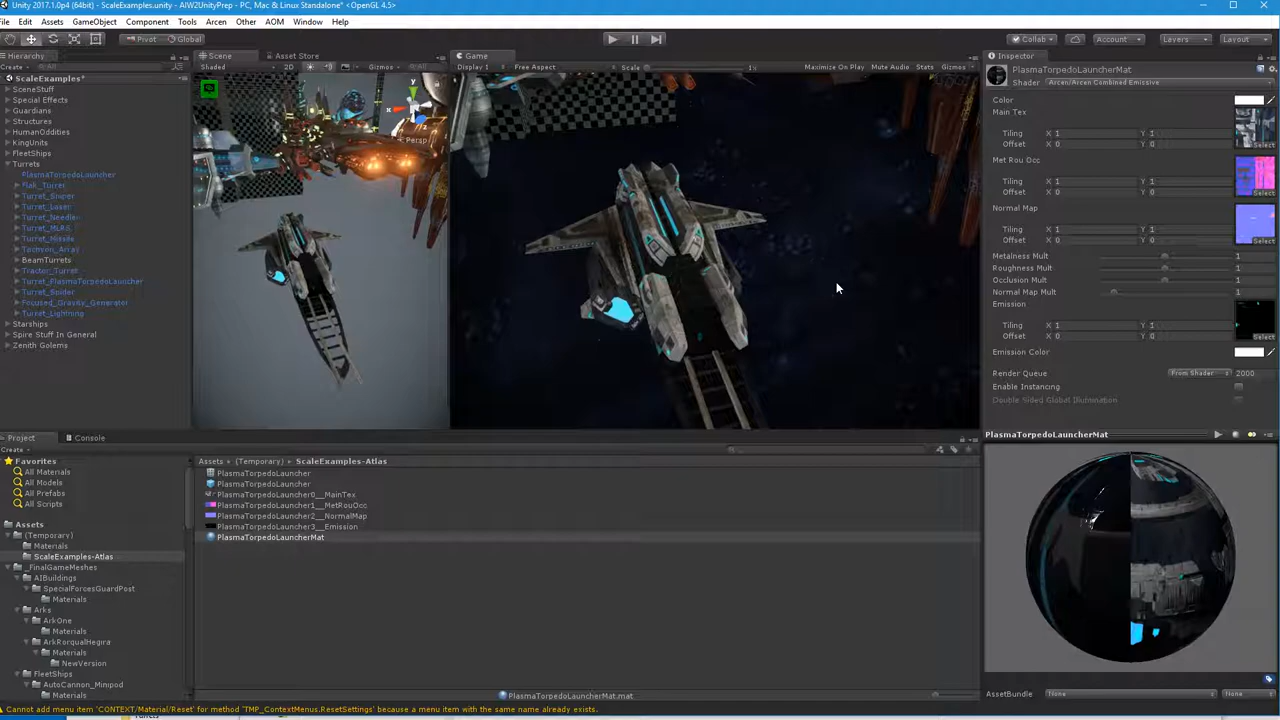 Unity 2017.1.0p4 (64bit) - ScaleExamples.unity - AIW2UnityPrep - PC, Mac & Linux Standalone* <OpenGL 4.5>
File Edit Assets GameObject Component Tools Arcen Other AOM Window Help
Pivot Global Collab Account Layers Layout
Hierarchy Scene Asset Store Game Inspector
Create All Shaded 2D Gizmos All Display 1 Free Aspect Scale 1x Maximize On Play Mute Audio Stats Gizmos
PlasmaTorpedoLauncherMat
Shader Arcen/Arcen Combined Emissive
ScaleExamples*
SceneStuff
Special Effects
Guardians
Structures
HumanOddities
KingUnits
FleetShips
Turrets
PlasmaTorpedoLauncher
Flak_Turret
Turret_Sniper
Turret_Laser
Turret_Needler
Turret_MLRS
Turret_Missile
Tachyon_Array
BeamTurrets
Tractor_Turret
Turret_PlasmaTorpedoLauncher
Turret_Spider
Focused_Gravity_Generator
Turret_Lightning
Starships
Spire Stuff In General
Zenith Golems
y
x
Persp
Color
Main Tex
Tiling X 1 Y 1
Offset X 0 Y 0 Select
Met Rou Occ
Tiling X 1 Y 1
Offset X 0 Y 0 Select
Normal Map
Tiling X 1 Y 1
Offset X 0 Y 0 Select
Metalness Mult 1
Roughness Mult 1
Occlusion Mult 1
Normal Map Mult 1
Emission
Tiling X 1 Y 1
Offset X 0 Y 0 Select
Emission Color
Render Queue From Shader 2000
Enable Instancing
Double Sided Global Illumination
PlasmaTorpedoLauncherMat
Project Console
Create
Favorites
All Materials
All Models
All Prefabs
All Scripts
Assets
(Temporary)
Materials
ScaleExamples-Atlas
_FinalGameMeshes
AIBuildings
SpecialForcesGuardPost
Materials
Arks
ArkOne
Materials
ArkRorqualHegira
Materials
NewVersion
FleetShips
AutoCannon_Minipod
Materials
Assets (Temporary) ScaleExamples-Atlas
PlasmaTorpedoLauncher
PlasmaTorpedoLauncher
PlasmaTorpedoLauncher0__MainTex
PlasmaTorpedoLauncher1__MetRouOcc
PlasmaTorpedoLauncher2__NormalMap
PlasmaTorpedoLauncher3__Emission
PlasmaTorpedoLauncherMat
PlasmaTorpedoLauncherMat.mat
AssetBundle None None
Cannot add menu item 'CONTEXT/Material/Reset' for method 'TMP_ContextMenus.ResetSettings' because a menu item with the same name already exists.